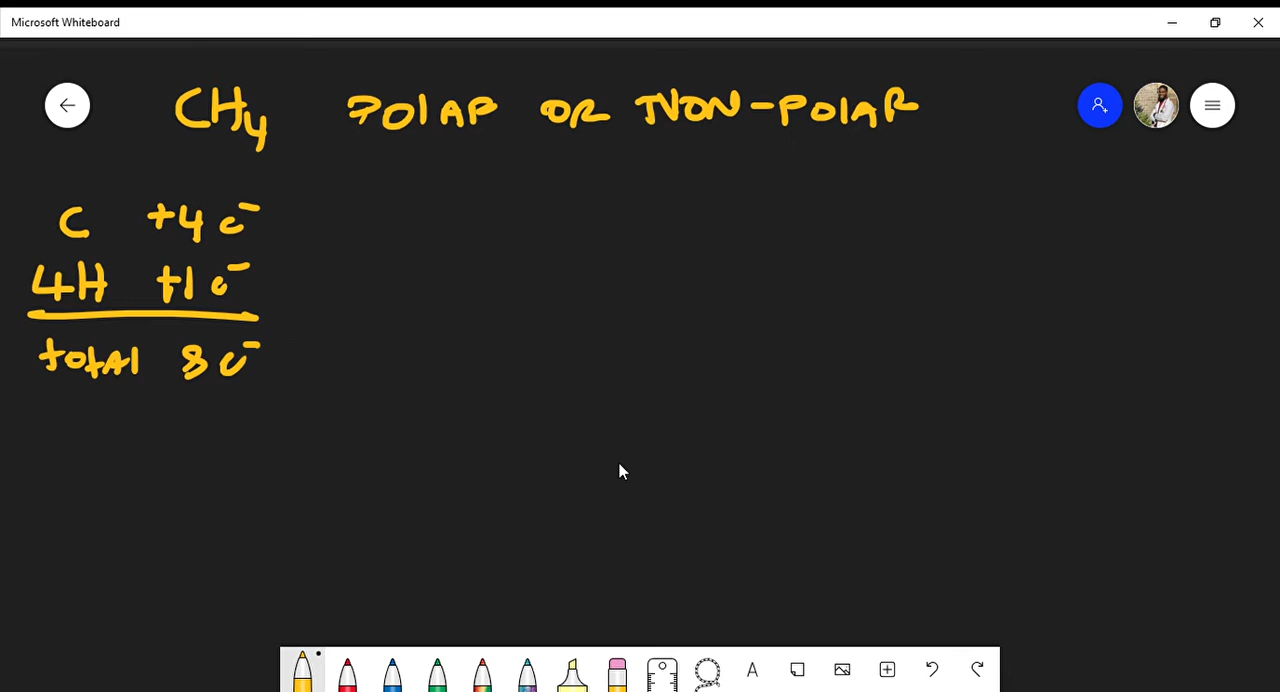 Microsoft Whiteboard
CH4 POLAR OR NON-POLAR
C +4 e-
4H +1 e-
total 8 e-
A